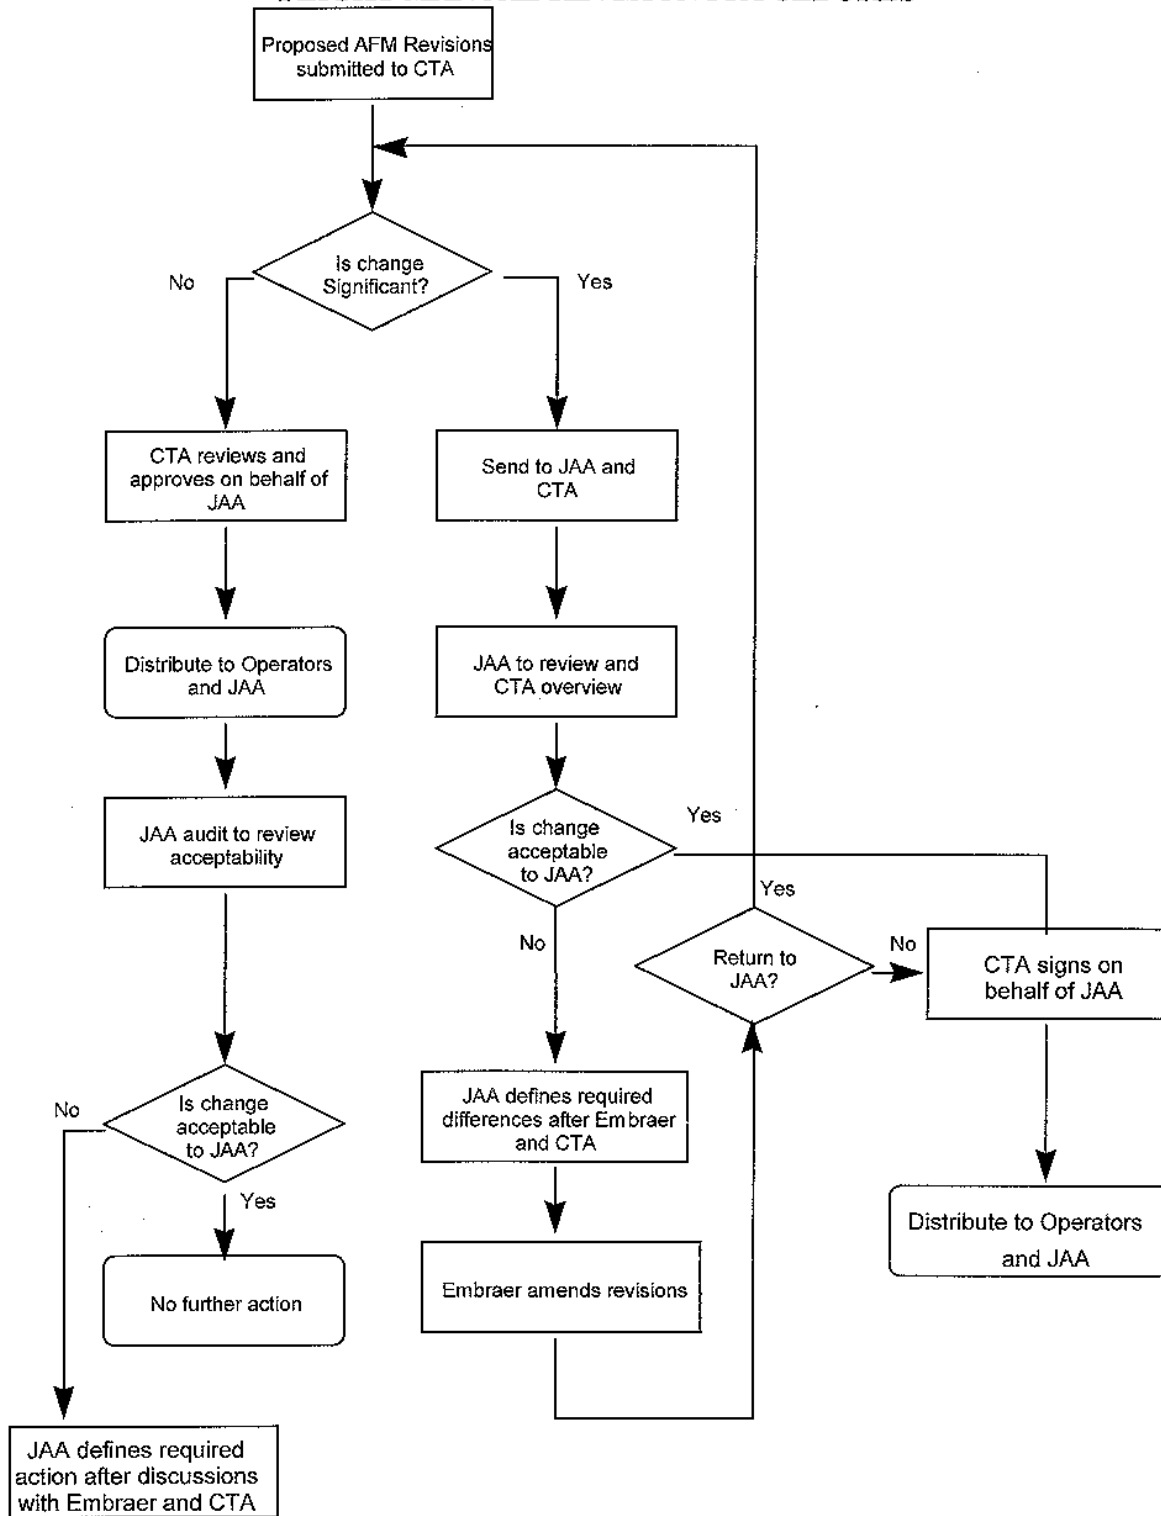 Proposed AFM Revisions
submitted to CTA
Is change
Significant?
No
Yes
CTA reviews and
approves on behalf of
JAA
Send to JAA and
CTA
Distribute to Operators
and JAA
JAA to review and
CTA overview
JAA audit to review
acceptability
Is change
acceptable
to JAA?
Yes
No
Yes
Return to
JAA?
No
CTA signs on
behalf of JAA
No
Is change
acceptable
to JAA?
Yes
JAA defines required
differences after Embraer
and CTA
Distribute to Operators
and JAA
No further action
Embraer amends revisions
JAA defines required
action after discussions
with Embraer and CTA